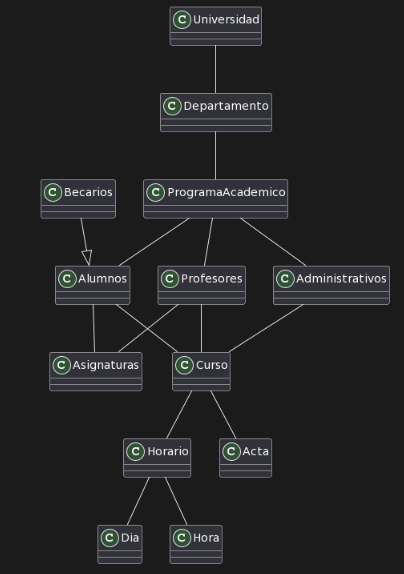 C Universidad
C Departamento
C Becarios
C ProgramaAcademico
C Alumnos
C Profesores
C Administrativos
C Asignaturas
C Curso
C Horario
C Acta
C Dia
C Hora